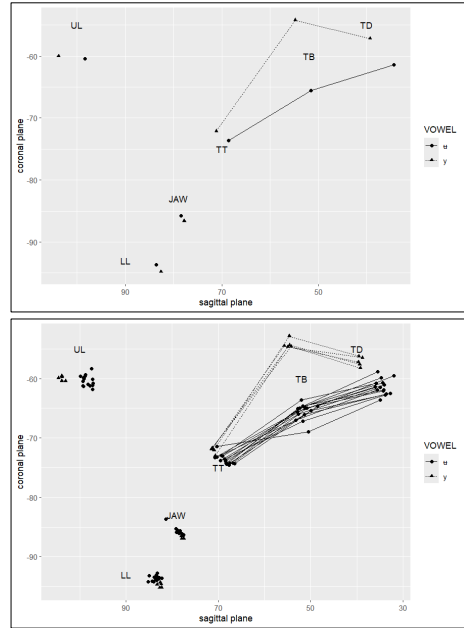 UL
TD
TB
TT
JAW
LL
-60
-70
-80
-90
90
70
50
coronal plane
sagittal plane
VOWEL
ʉ
y
UL
TD
TB
TT
JAW
LL
-60
-70
-80
-90
90
70
50
30
coronal plane
sagittal plane
VOWEL
ʉ
y